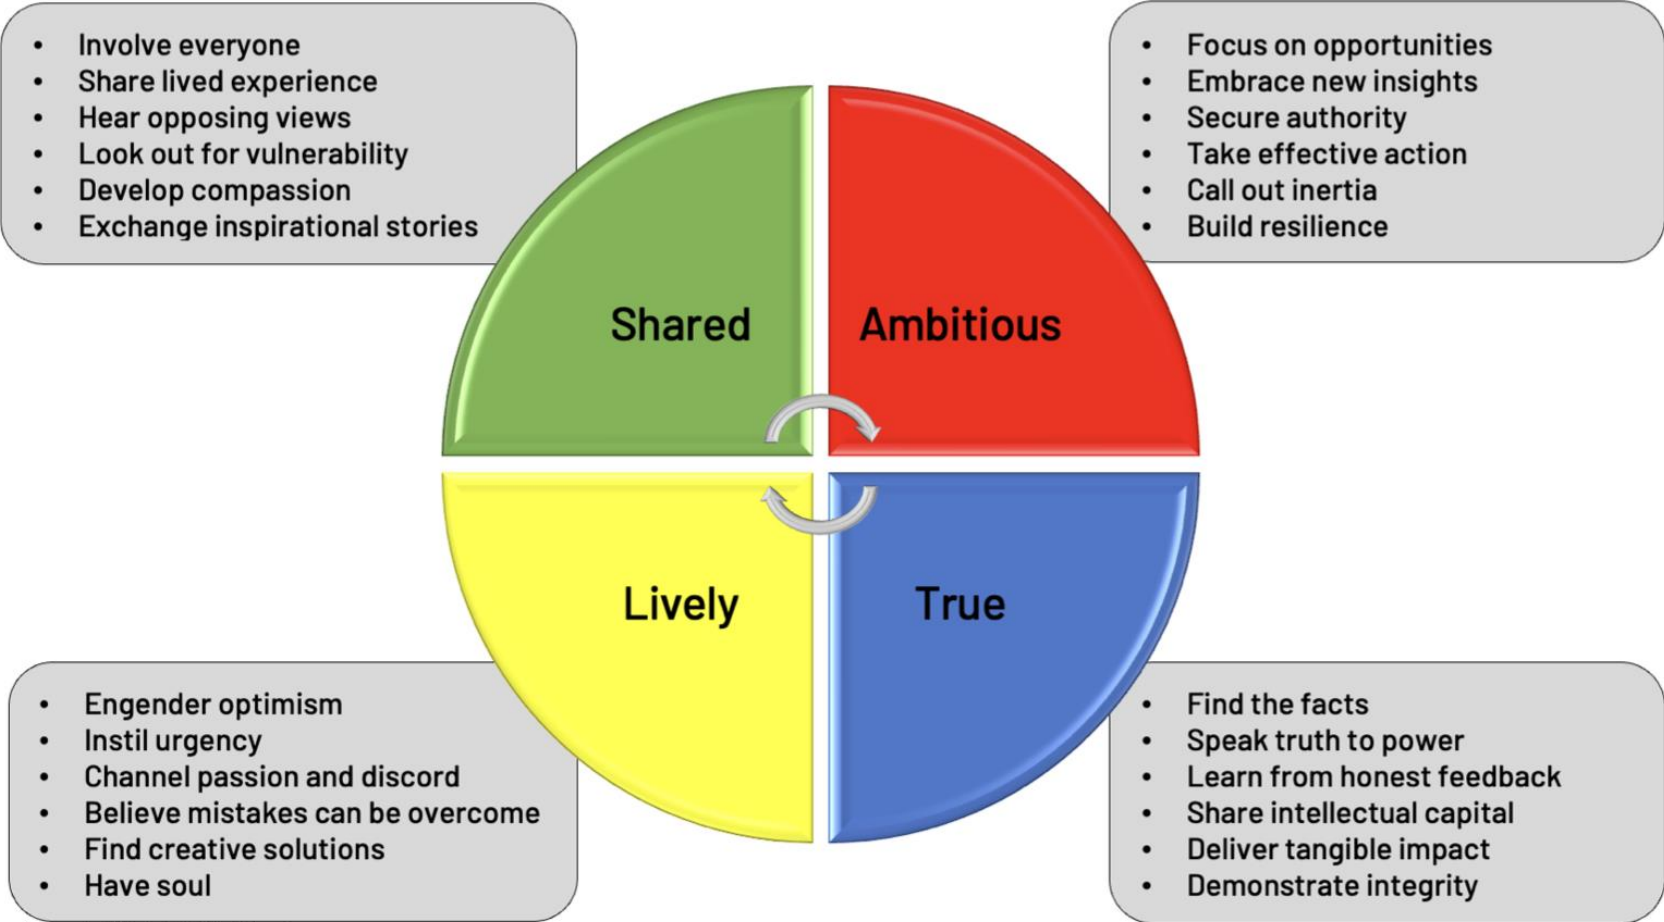 • Involve everyone
• Share lived experience
• Hear opposing views
• Look out for vulnerability
• Develop compassion
• Exchange inspirational stories
• Focus on opportunities
• Embrace new insights
• Secure authority
• Take effective action
• Call out inertia
• Build resilience
Shared
Ambitious
Lively
True
• Engender optimism
• Instil urgency
• Channel passion and discord
• Believe mistakes can be overcome
• Find creative solutions
• Have soul
• Find the facts
• Speak truth to power
• Learn from honest feedback
• Share intellectual capital
• Deliver tangible impact
• Demonstrate integrity